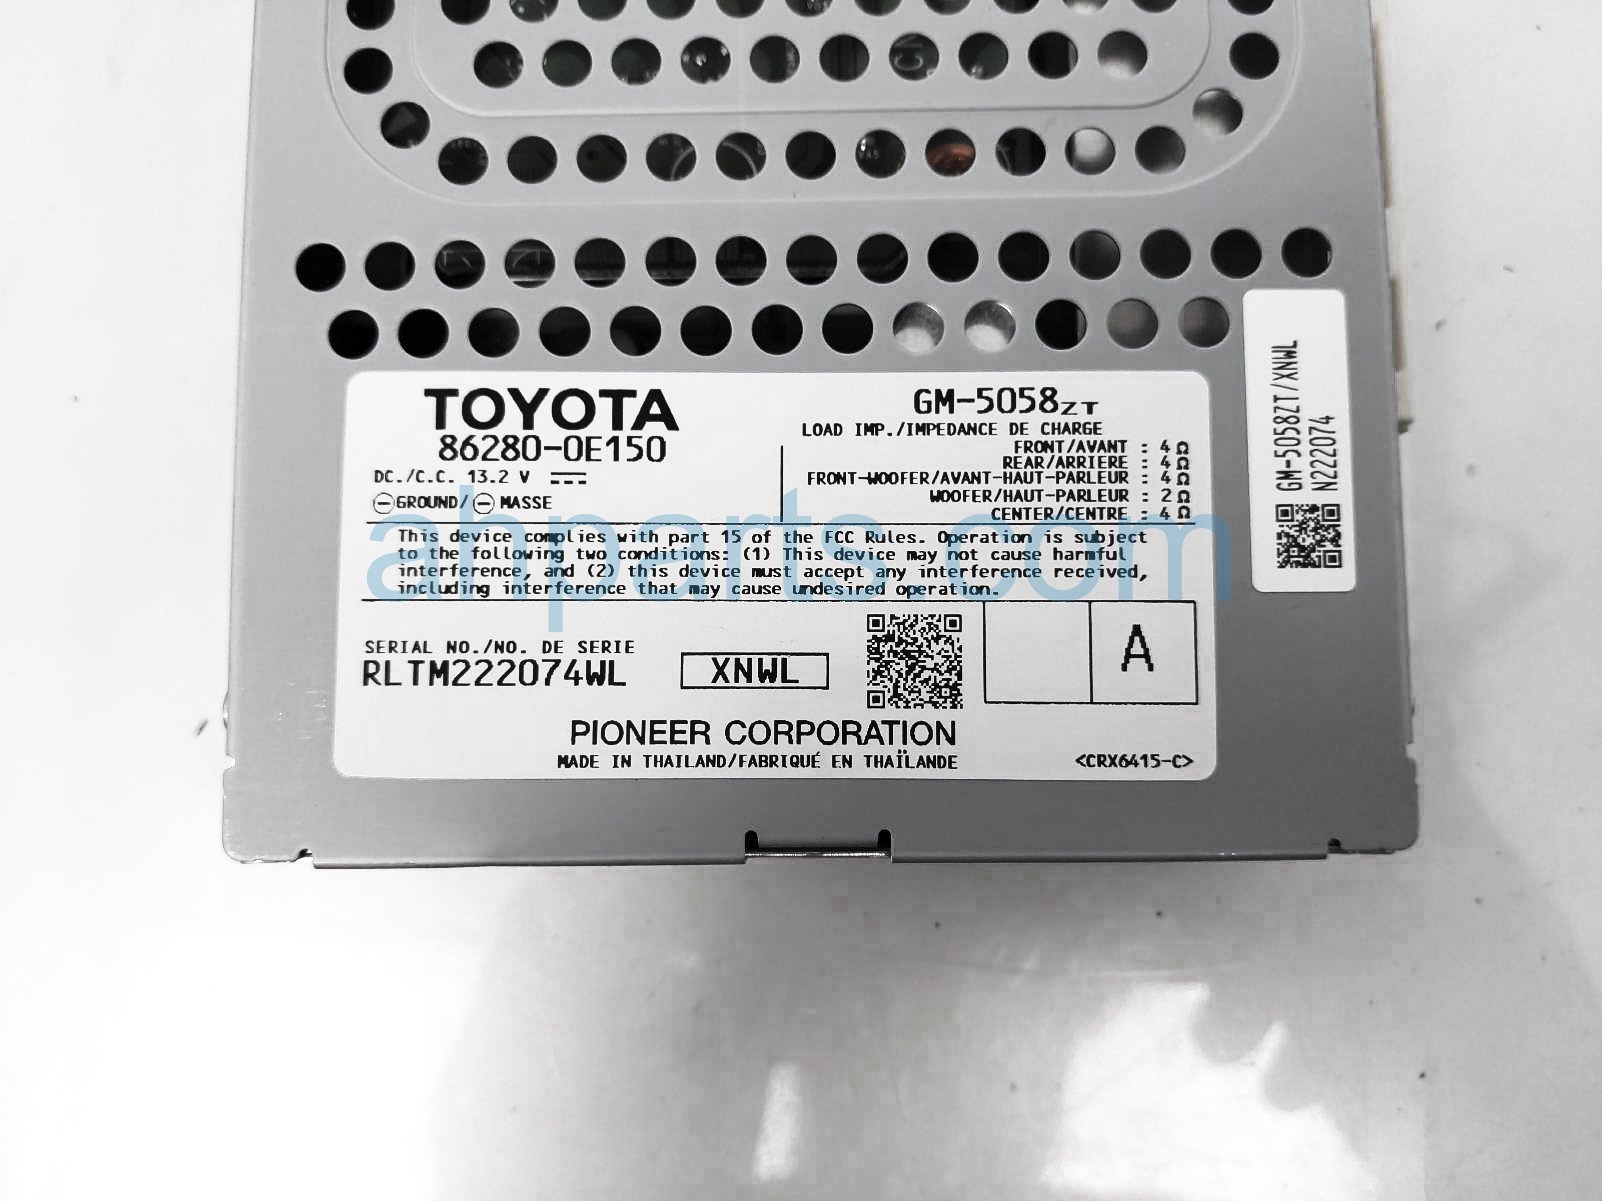 TOYOTA
86280-0E150
DC./C.C. 13.2 V
GROUND/ MASSE
GM-5058ZT
LOAD IMP./IMPEDANCE DE CHARGE
FRONT/AVANT : 4Ω
REAR/ARRIERE : 4Ω
FRONT-WOOFER/AVANT-HAUT-PARLEUR : 4Ω
WOOFER/HAUT-PARLEUR : 2Ω
CENTER/CENTRE : 4Ω
This device complies with part 15 of the FCC Rules. Operation is subject
to the following two conditions: (1) This device may not cause harmful
interference, and (2) this device must accept any interference received,
including interference that may cause undesired operation.
ahparts.com
SERIAL NO./NO. DE SERIE
RLTM222074WL
XNWL
A
PIONEER CORPORATION
MADE IN THAILAND/FABRIQUÉ EN THAÏLANDE
<CRX6415-C>
GM-5058ZT/XNWL
N222074